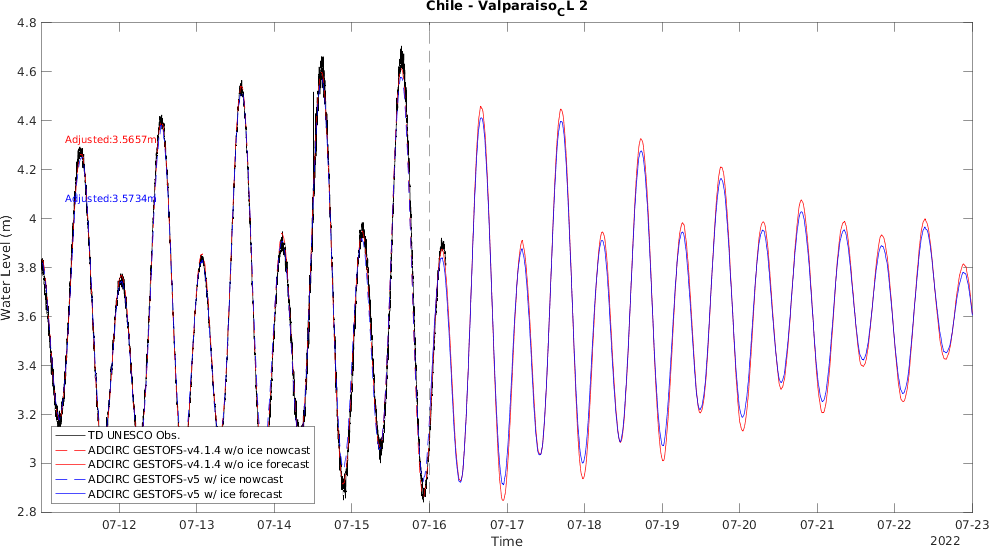 Chile - Valparaiso_CL 2
4.8
4.6
4.4
4.2
4
3.8
3.6
3.4
3.2
3
2.8
Water Level (m)
Adjusted:3.5657m
Adjusted:3.5734m
TD UNESCO Obs.
ADCIRC GESTOFS-v4.1.4 w/o ice nowcast
ADCIRC GESTOFS-v4.1.4 w/o ice forecast
ADCIRC GESTOFS-v5 w/ ice nowcast
ADCIRC GESTOFS-v5 w/ ice forecast
07-12 07-13 07-14 07-15 07-16 07-17 07-18 07-19 07-20 07-21 07-22 07-23
Time
2022